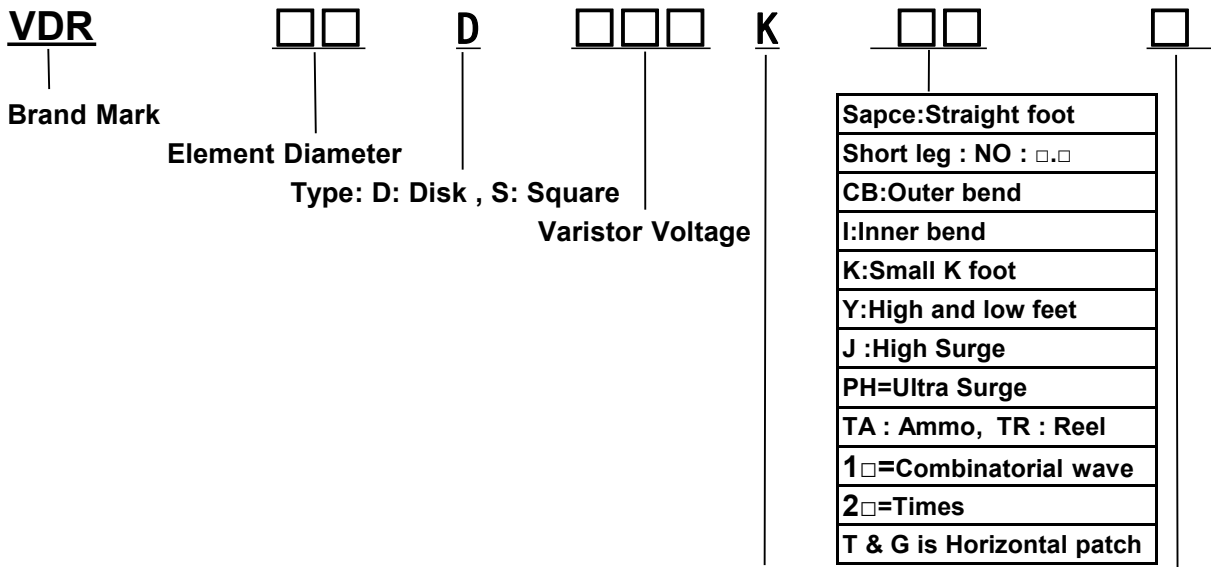 VDR □□ D □□□ K □□ □
Brand Mark
Element Diameter
Type: D: Disk , S: Square
Varistor Voltage
Sapce:Straight foot
Short leg : NO : □.□
CB:Outer bend
I:Inner bend
K:Small K foot
Y:High and low feet
J :High Surge
PH=Ultra Surge
TA : Ammo, TR : Reel
1□=Combinatorial wave
2□=Times
T & G is Horizontal patch